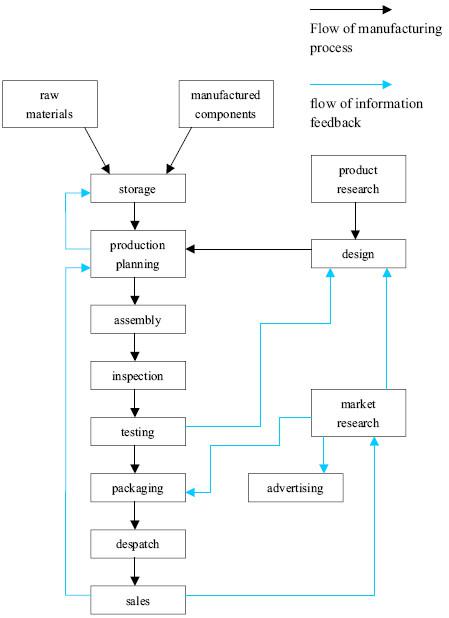 Flow of manufacturing
process
flow of information
feedback
raw
materials
manufactured
components
storage
product
research
production
planning
design
assembly
inspection
testing
market
research
packaging
advertising
despatch
sales